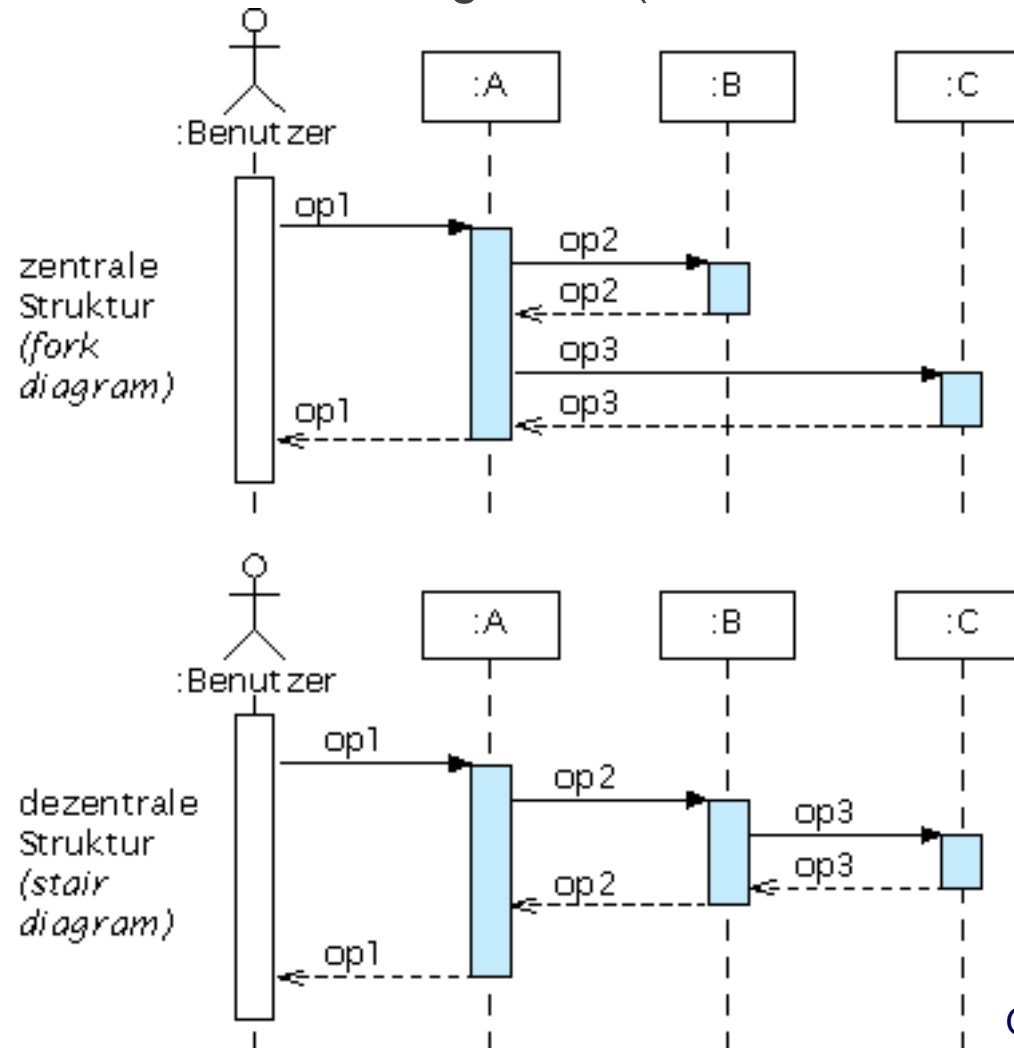 :A
:B
:C
:Benutzer
op1
op2
zentrale
Struktur
(fork
diagram)
op2
op3
op3
op1
:A
:B
:C
:Benutzer
op1
op2
op3
dezentrale
Struktur
(stair
diagram)
op3
op2
op1